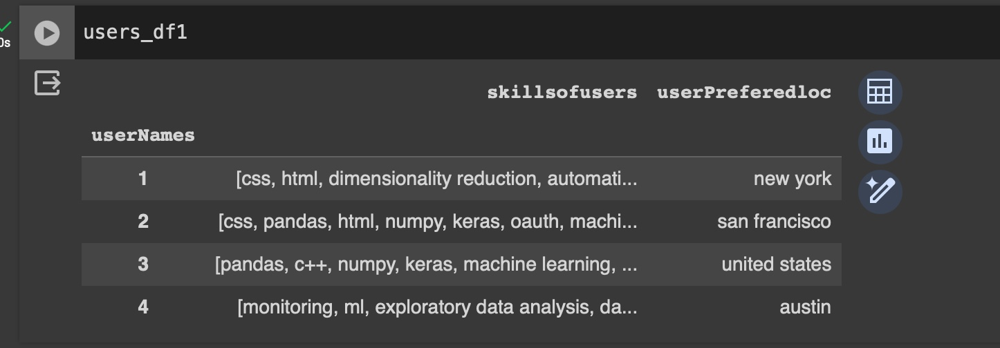 users_df1
0s
skillsofusers userPreferedloc
userNames
1 [css, html, dimensionality reduction, automati... new york
2 [css, pandas, html, numpy, keras, oauth, machi... san francisco
3 [pandas, c++, numpy, keras, machine learning, ... united states
4 [monitoring, ml, exploratory data analysis, da... austin